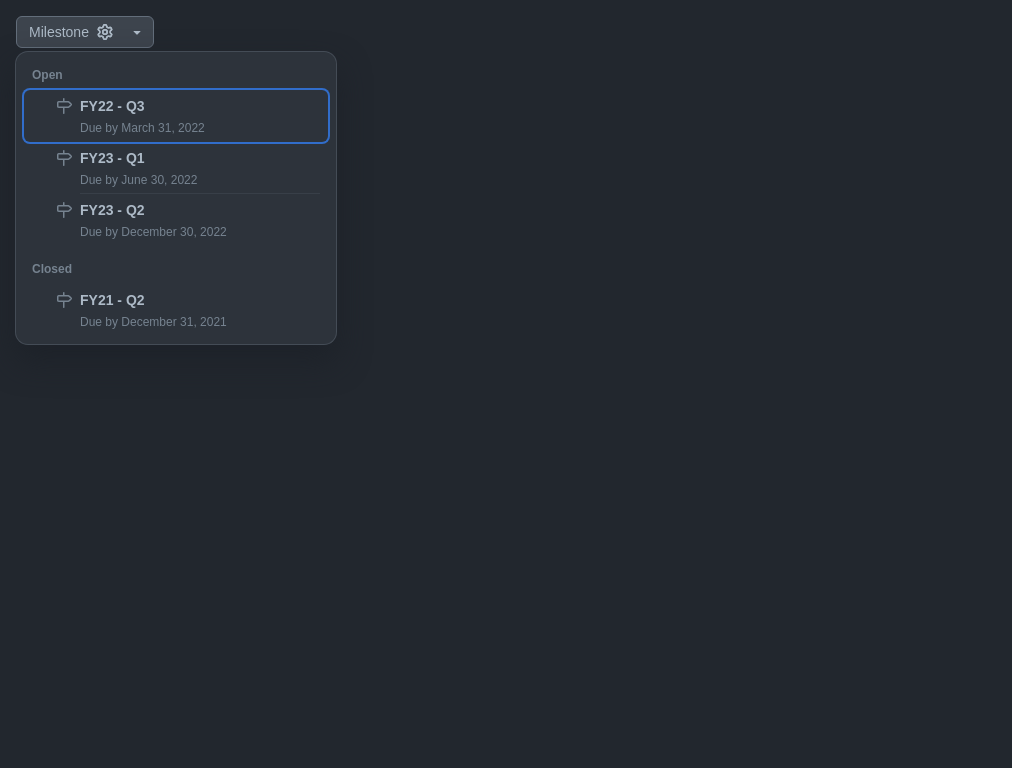 Milestone
Open
FY22 - Q3
Due by March 31, 2022
FY23 - Q1
Due by June 30, 2022
FY23 - Q2
Due by December 30, 2022
Closed
FY21 - Q2
Due by December 31, 2021